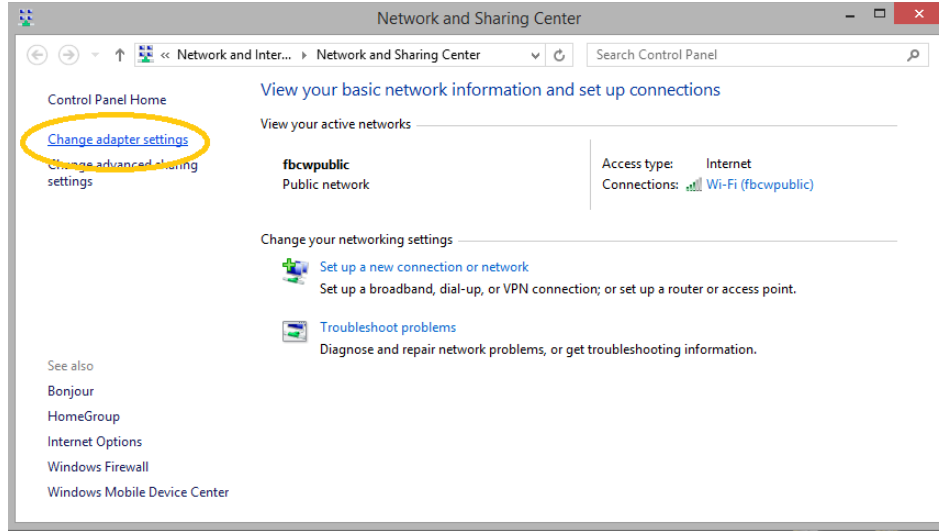 Network and Sharing Center
« Network and Inter... Network and Sharing Center
Search Control Panel
Control Panel Home
Change adapter settings
Change advanced sharing
settings
View your basic network information and set up connections
View your active networks
fbcwpublic
Public network
Access type: Internet
Connections: Wi-Fi (fbcwpublic)
Change your networking settings
Set up a new connection or network
Set up a broadband, dial-up, or VPN connection; or set up a router or access point.
Troubleshoot problems
Diagnose and repair network problems, or get troubleshooting information.
See also
Bonjour
HomeGroup
Internet Options
Windows Firewall
Windows Mobile Device Center